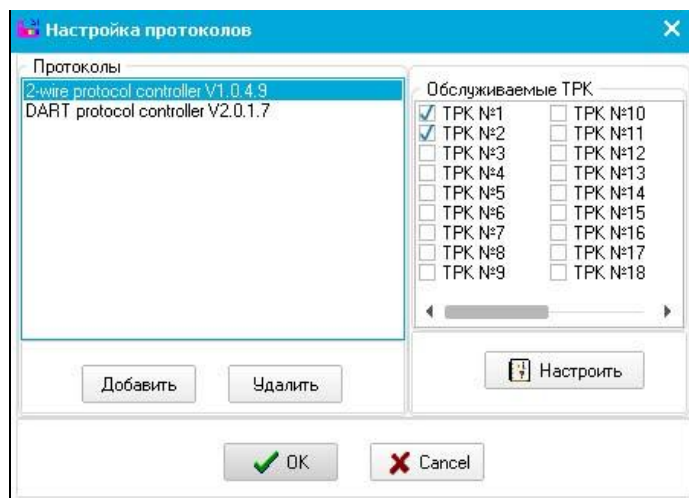 Настройка протоколов
Протоколы
2-wire protocol controller V1.0.4.9
DART protocol controller V2.0.1.7
Обслуживаемые ТРК
ТРК №1
ТРК №2
ТРК №3
ТРК №4
ТРК №5
ТРК №6
ТРК №7
ТРК №8
ТРК №9
ТРК №10
ТРК №11
ТРК №12
ТРК №13
ТРК №14
ТРК №15
ТРК №16
ТРК №17
ТРК №18
Добавить
Удалить
Настроить
OK
Cancel